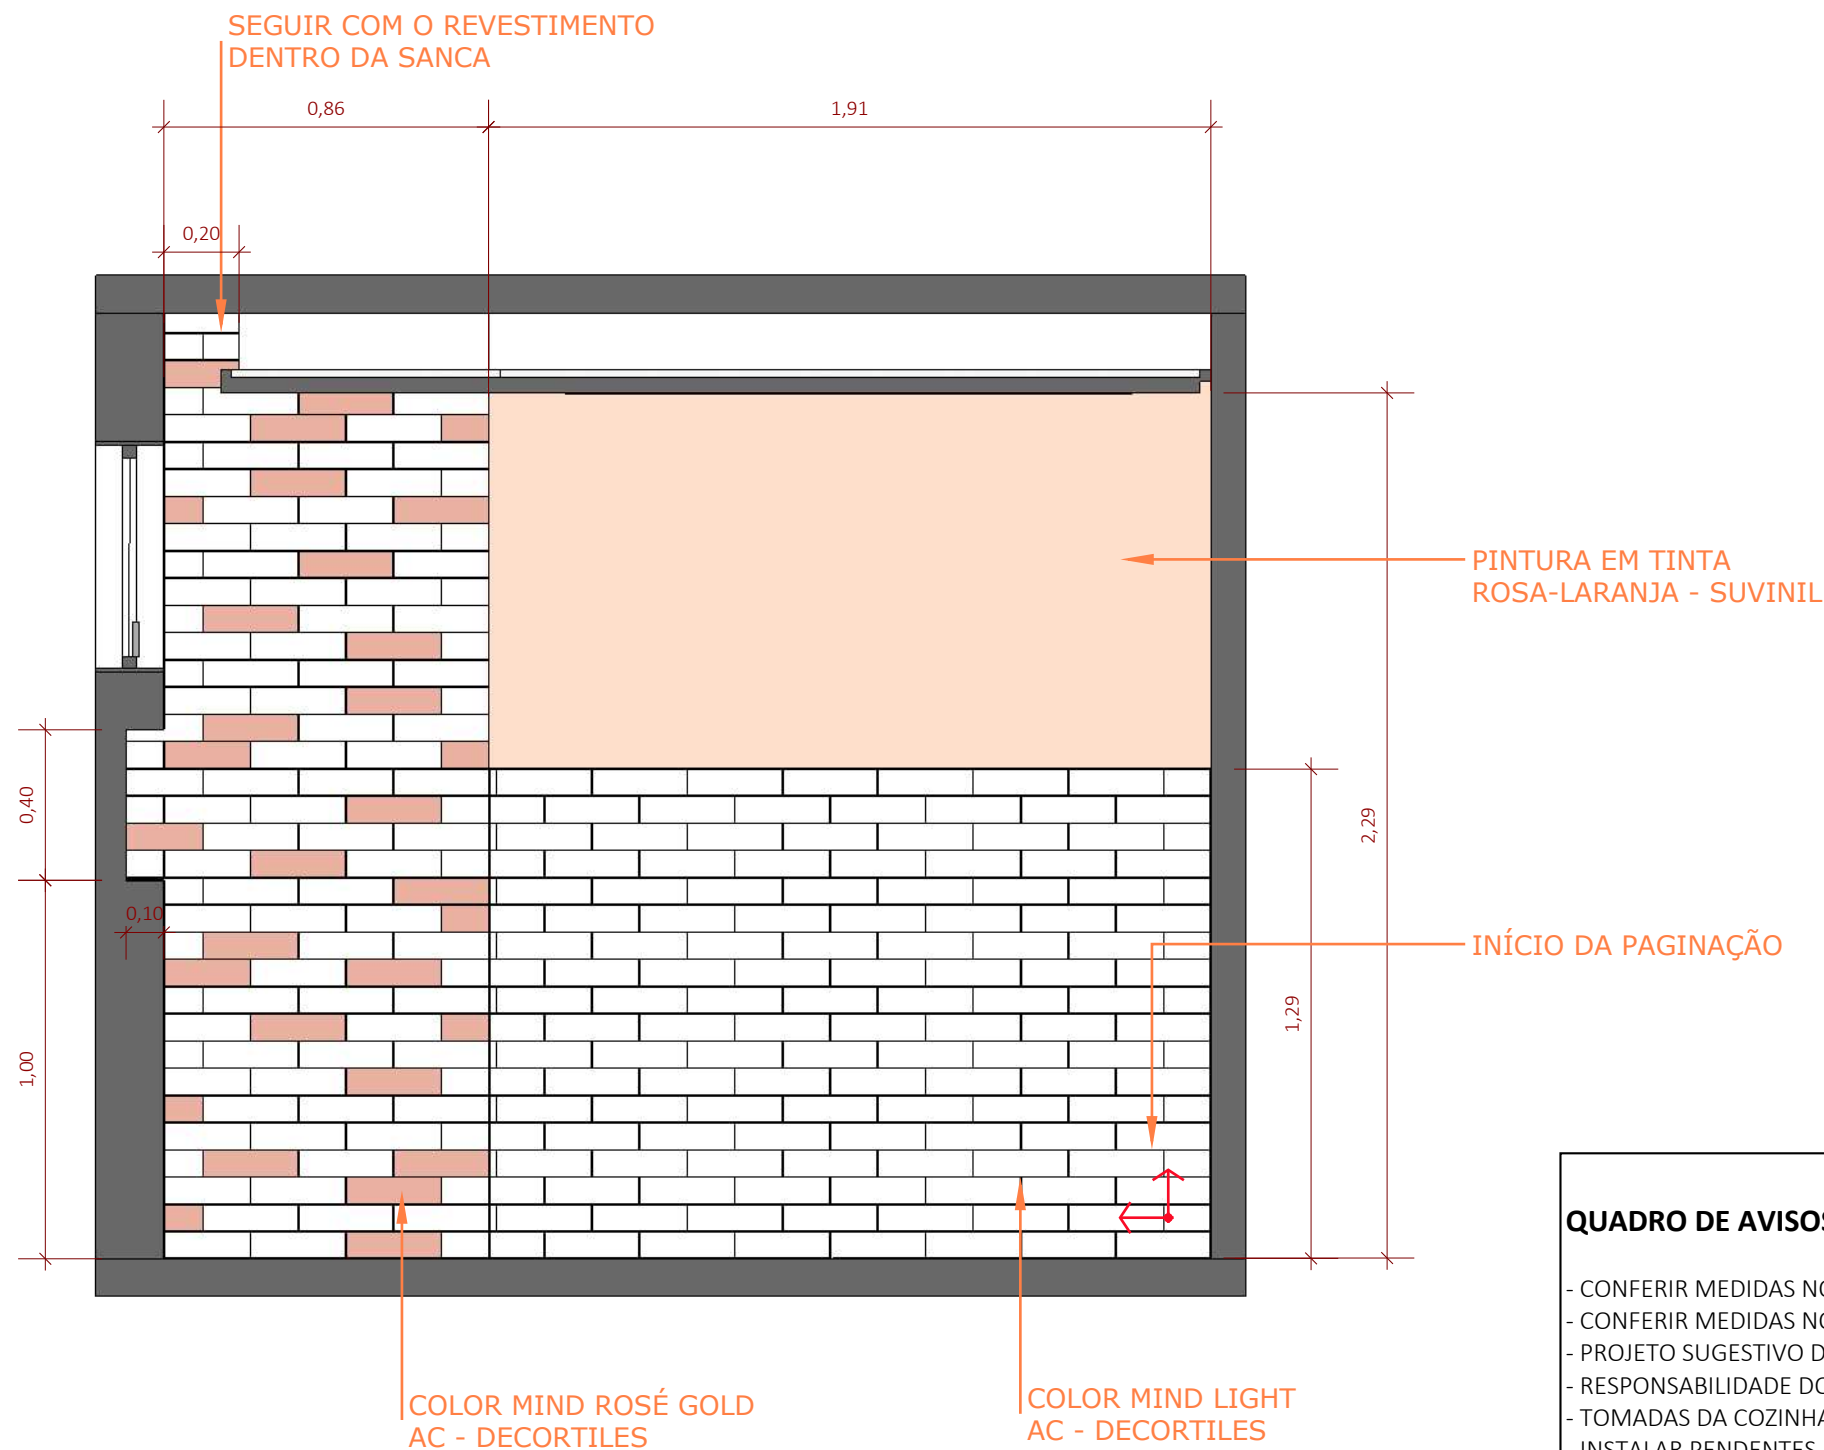 SEGUIR COM O REVESTIMENTO
DENTRO DA SANCA
0,86
1,91
0,20
PINTURA EM TINTA
ROSA-LARANJA - SUVINIL
0,40
2,29
0,10
INÍCIO DA PAGINAÇÃO
1,29
1,00
QUADRO DE AVISOS
- CONFERIR MEDIDAS NO
- CONFERIR MEDIDAS NO
- PROJETO SUGESTIVO D
- RESPONSABILIDADE DO
- TOMADAS DA COZINHA
- INSTALAR PENDENTES
COLOR MIND ROSÉ GOLD
AC - DECORTILES
COLOR MIND LIGHT
AC - DECORTILES